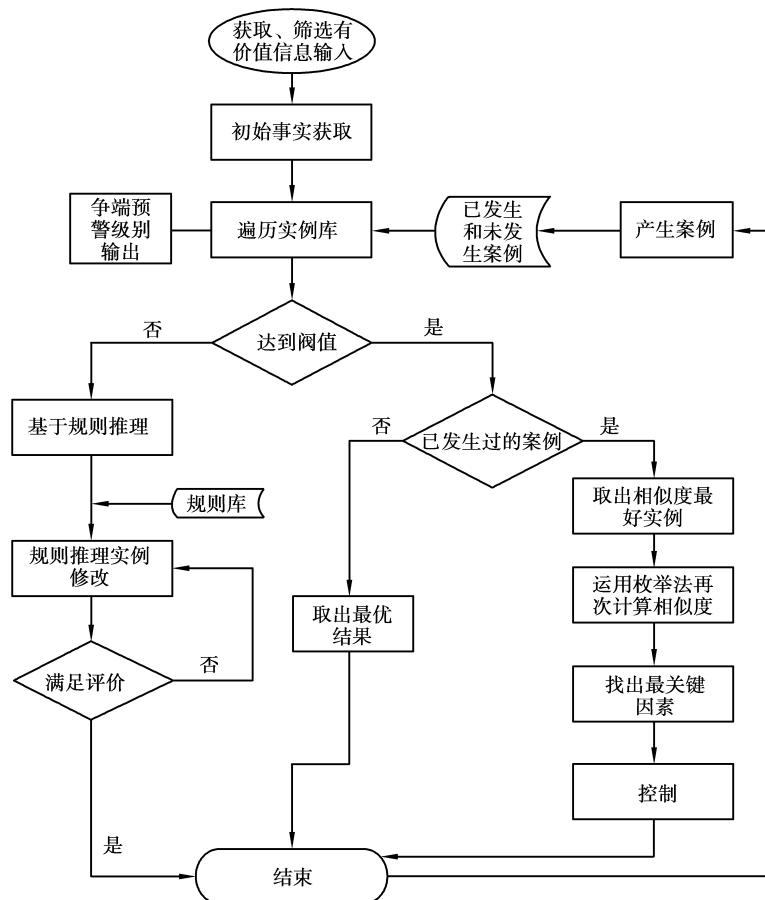 获取、筛选有
价值信息输入
初始事实获取
争端预
警级别
输出
遍历实例库
已发生
和未发
生案例
产生案例
否
达到阀值
是
基于规则推理
否
已发生过的案例
是
规则库
取出相似度最
好实例
规则推理实例
修改
运用枚举法再
次计算相似度
取出最优
结果
满足评价
否
找出最关键
因素
控制
是
结束